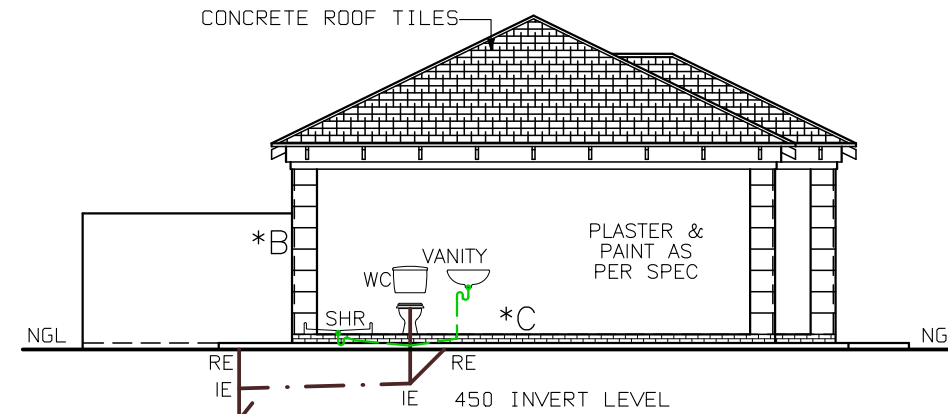 CONCRETE ROOF TILES
*B
PLASTER &
PAINT AS
PER SPEC
VANITY
WC
SHR
*C
NGL
NG
RE
RE
IE
IE
450 INVERT LEVEL